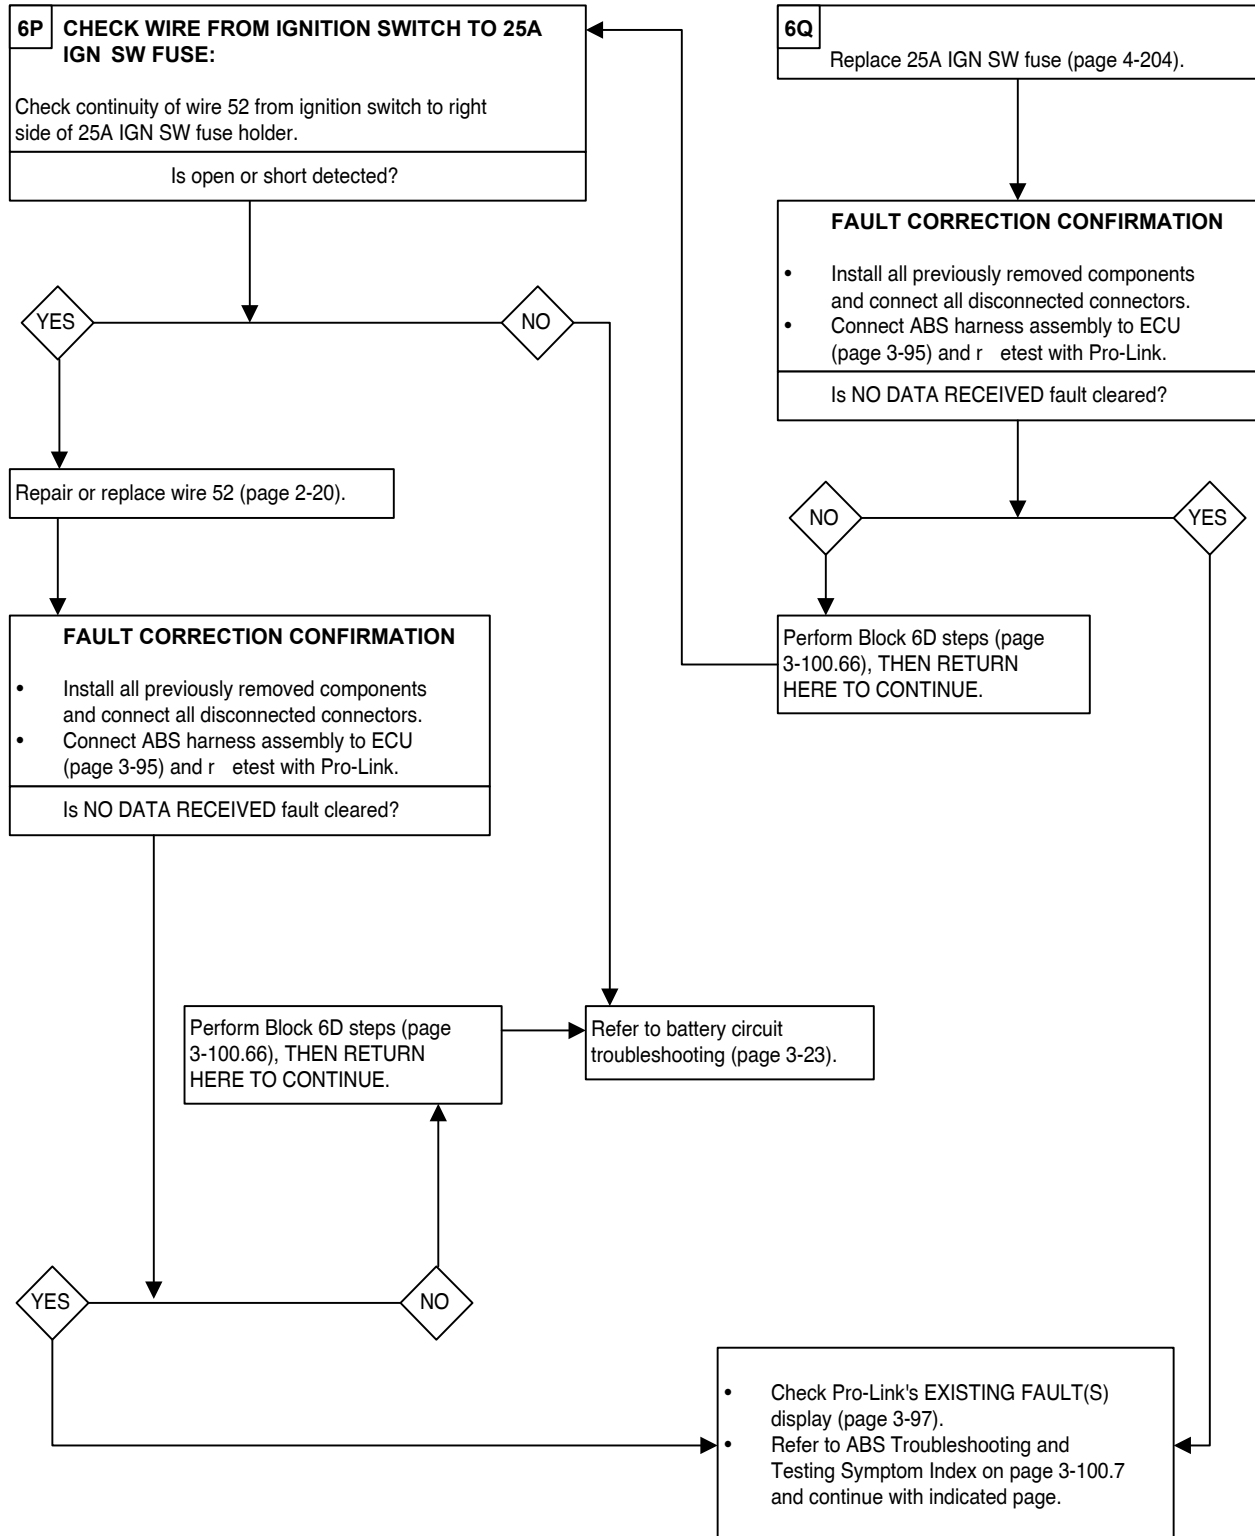 6P CHECK WIRE FROM IGNITION SWITCH TO 25A
IGN SW FUSE:
Check continuity of wire 52 from ignition switch to right
side of 25A IGN SW fuse holder.
Is open or short detected?
YES
NO
Repair or replace wire 52 (page 2-20).
FAULT CORRECTION CONFIRMATION
• Install all previously removed components
and connect all disconnected connectors.
• Connect ABS harness assembly to ECU
(page 3-95) and r etest with Pro-Link.
Is NO DATA RECEIVED fault cleared?
Perform Block 6D steps (page
3-100.66), THEN RETURN
HERE TO CONTINUE.
Refer to battery circuit
troubleshooting (page 3-23).
YES
NO
6Q
Replace 25A IGN SW fuse (page 4-204).
FAULT CORRECTION CONFIRMATION
• Install all previously removed components
and connect all disconnected connectors.
• Connect ABS harness assembly to ECU
(page 3-95) and r etest with Pro-Link.
Is NO DATA RECEIVED fault cleared?
NO
YES
Perform Block 6D steps (page
3-100.66), THEN RETURN
HERE TO CONTINUE.
• Check Pro-Link's EXISTING FAULT(S)
display (page 3-97).
• Refer to ABS Troubleshooting and
Testing Symptom Index on page 3-100.7
and continue with indicated page.